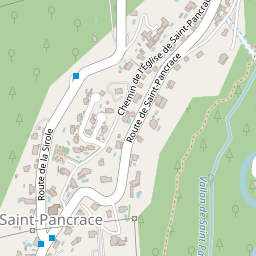 Chemin de l'Église de Saint-Pancrace
Route de Saint-Pancrace
Route de la Sirole
Vallon de Saint-Pa
Saint-Pancrace